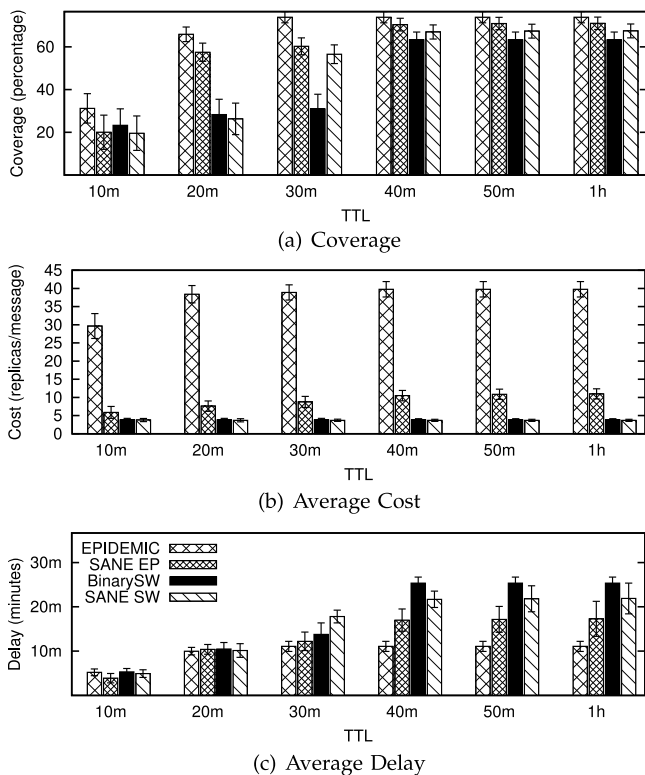 Coverage (percentage)
60
40
20
10m 20m 30m 40m 50m 1h
TTL
(a) Coverage
Cost (replicas/message)
45
40
35
30
25
20
15
10
5
0
10m 20m 30m 40m 50m 1h
TTL
(b) Average Cost
Delay (minutes)
30m
20m
10m
EPIDEMIC
SANE EP
BinarySW
SANE SW
10m 20m 30m 40m 50m 1h
TTL
(c) Average Delay